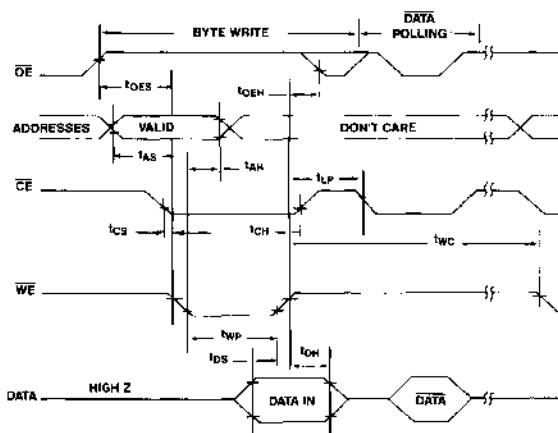 BYTE WRITE
DATA
POLLING
OE
tOES
tOEH
ADDRESSES
VALID
DON'T CARE
tAS
tAH
CE
tLP
tCS
tCH
tWC
WE
tWP
tDS
tDH
DATA
HIGH Z
DATA IN
DATA